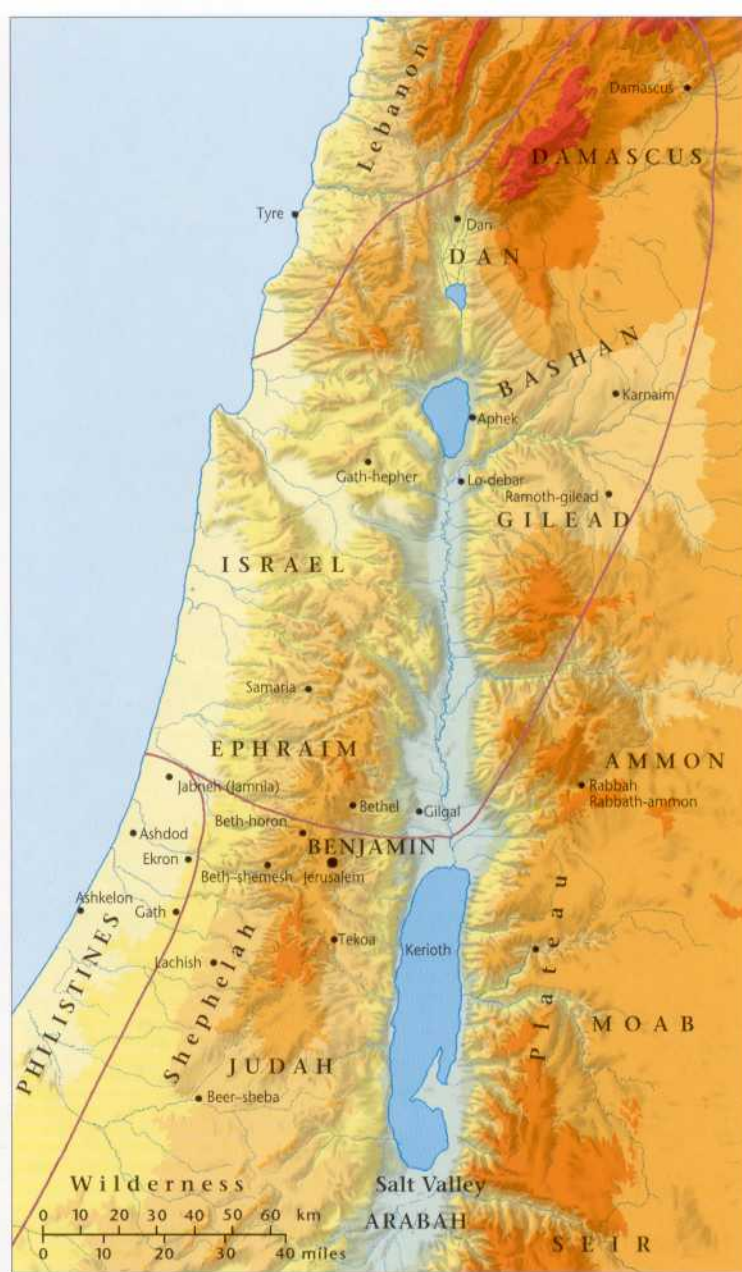 Lebanon
Damascus
DAMASCUS
Tyre
Dan
DAN
BASHAN
Karnaim
Aphek
Gath-hepher
Lo-debar
Ramoth-gilead
GILEAD
ISRAEL
Samaria
EPHRAIM
AMMON
Jabneh (Jamnia)
Rabbah
Rabbath-ammon
Bethel
Gilgal
Beth-horon
Ashdod
BENJAMIN
Ekron
Beth-shemesh
Jerusalem
Ashkelon
Gath
Tekoa
Kerioth
Plateau
Lachish
PHILISTINES
Shephelah
MOAB
JUDAH
Beer-sheba
Wilderness
Salt Valley
ARABAH
0 10 20 30 40 50 60 km
0 10 20 30 40 miles
SEIR